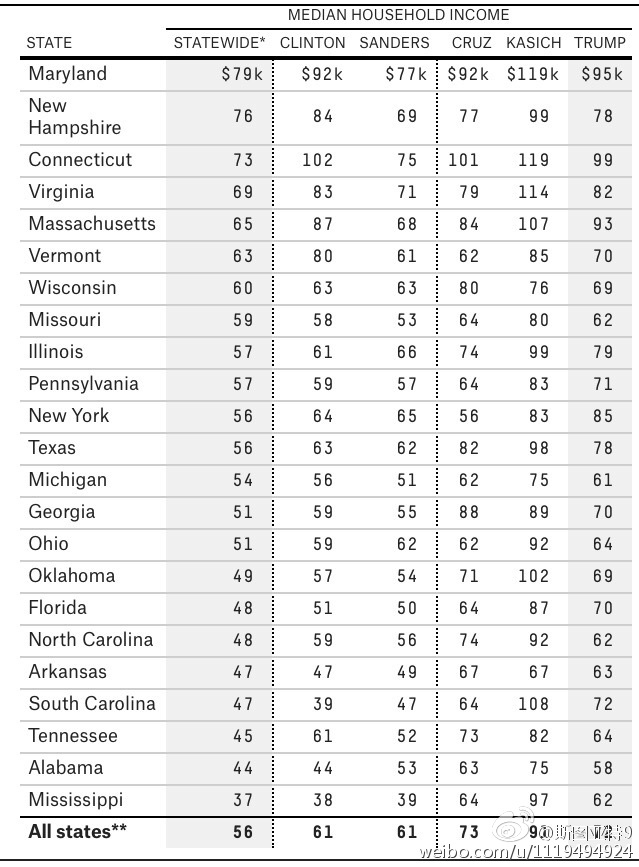 MEDIAN HOUSEHOLD INCOME
STATE STATEWIDE* CLINTON SANDERS CRUZ KASICH TRUMP
Maryland $79k $92k $77k $92k $119k $95k
New
Hampshire 76 84 69 77 99 78
Connecticut 73 102 75 101 119 99
Virginia 69 83 71 79 114 82
Massachusetts 65 87 68 84 107 93
Vermont 63 80 61 62 85 70
Wisconsin 60 63 63 80 76 69
Missouri 59 58 53 64 80 62
Illinois 57 61 66 74 99 79
Pennsylvania 57 59 57 64 83 71
New York 56 64 65 56 83 85
Texas 56 63 62 82 98 78
Michigan 54 56 51 62 75 61
Georgia 51 59 55 88 89 70
Ohio 51 59 62 62 92 64
Oklahoma 49 57 54 71 102 69
Florida 48 51 50 64 87 70
North Carolina 48 59 56 74 92 62
Arkansas 47 47 49 67 67 63
South Carolina 47 39 47 64 108 72
Tennessee 45 61 52 73 82 64
Alabama 44 44 53 63 75 58
Mississippi 37 38 39 64 97 62
All states** 56 61 61 73
weibo.com/u/1119494924